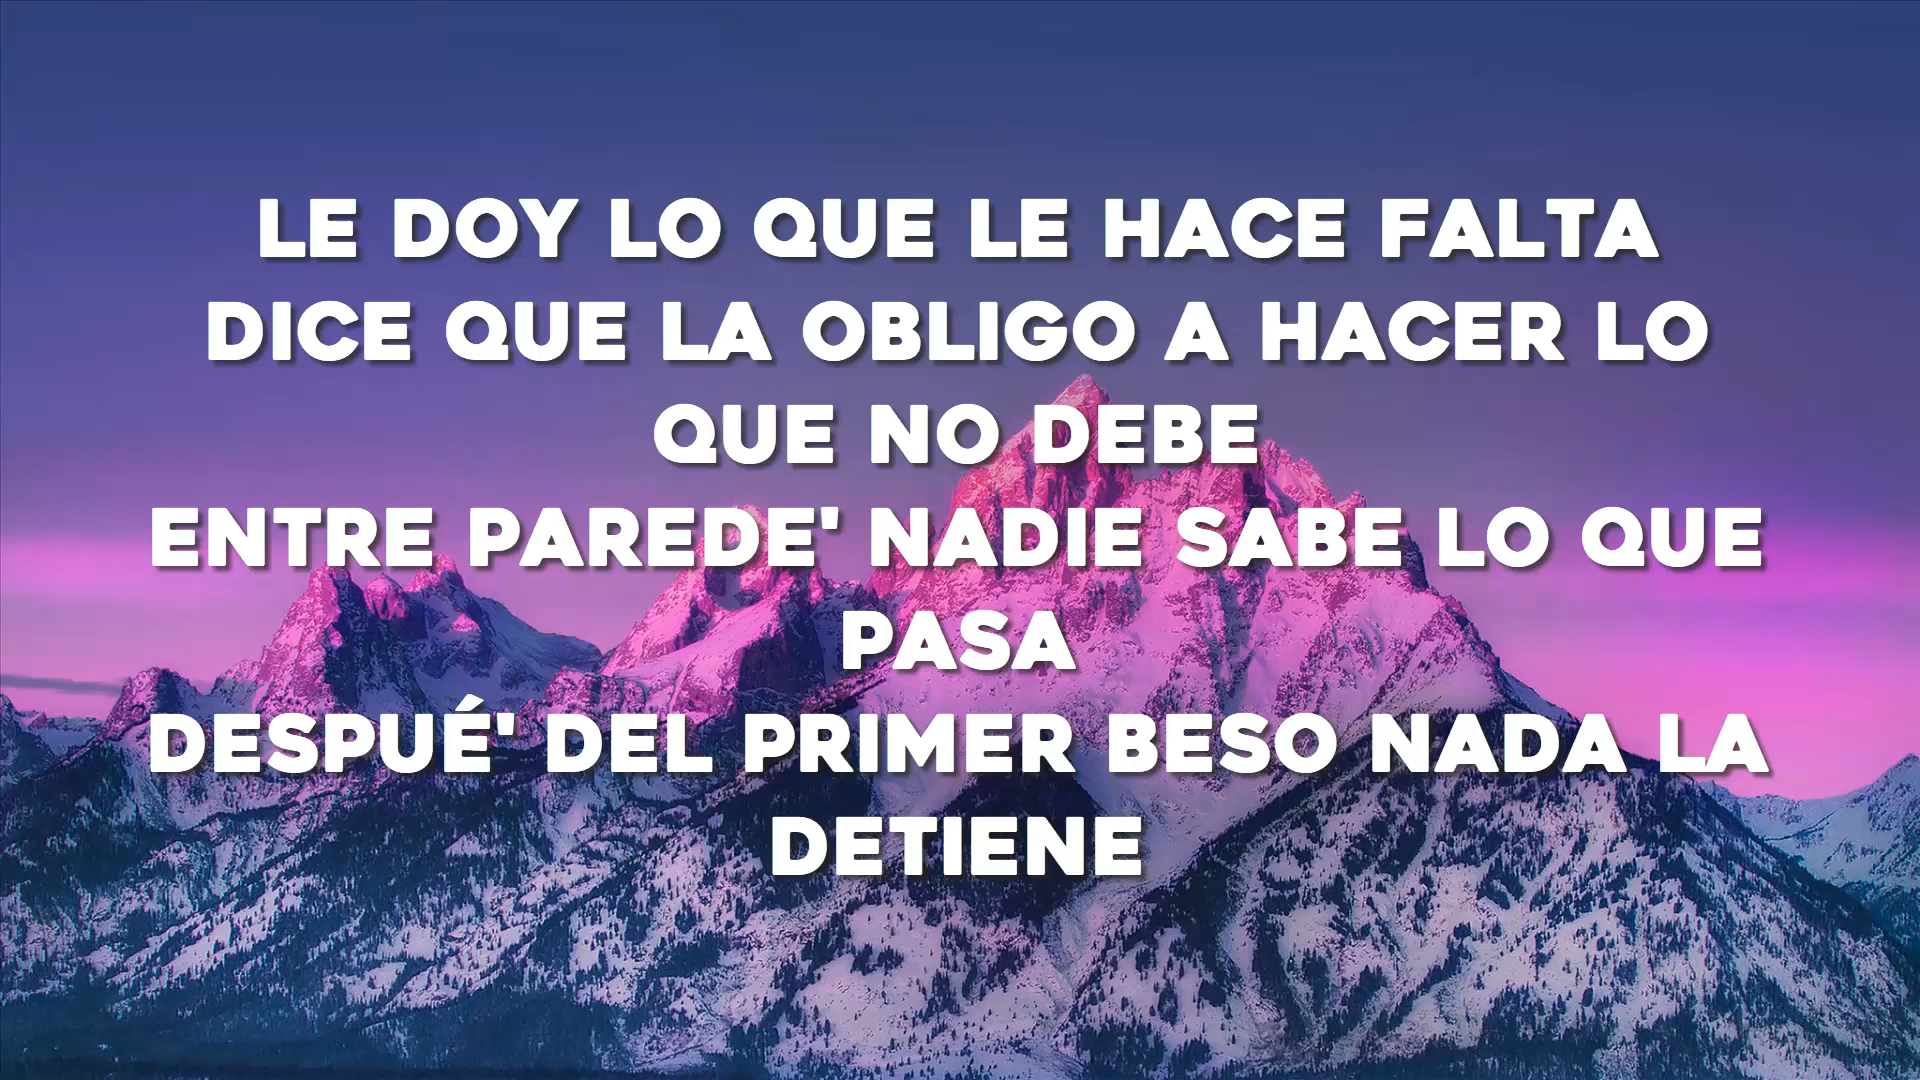 LE DOY LO QUE LE HACE FALTA
DICE QUE LA OBLIGO A HACER LO
QUE NO DEBE
ENTRE PAREDE' NADIE SABE LO QUE
PASA
DESPUÉ' DEL PRIMER BESO NADA LA
DETIENE